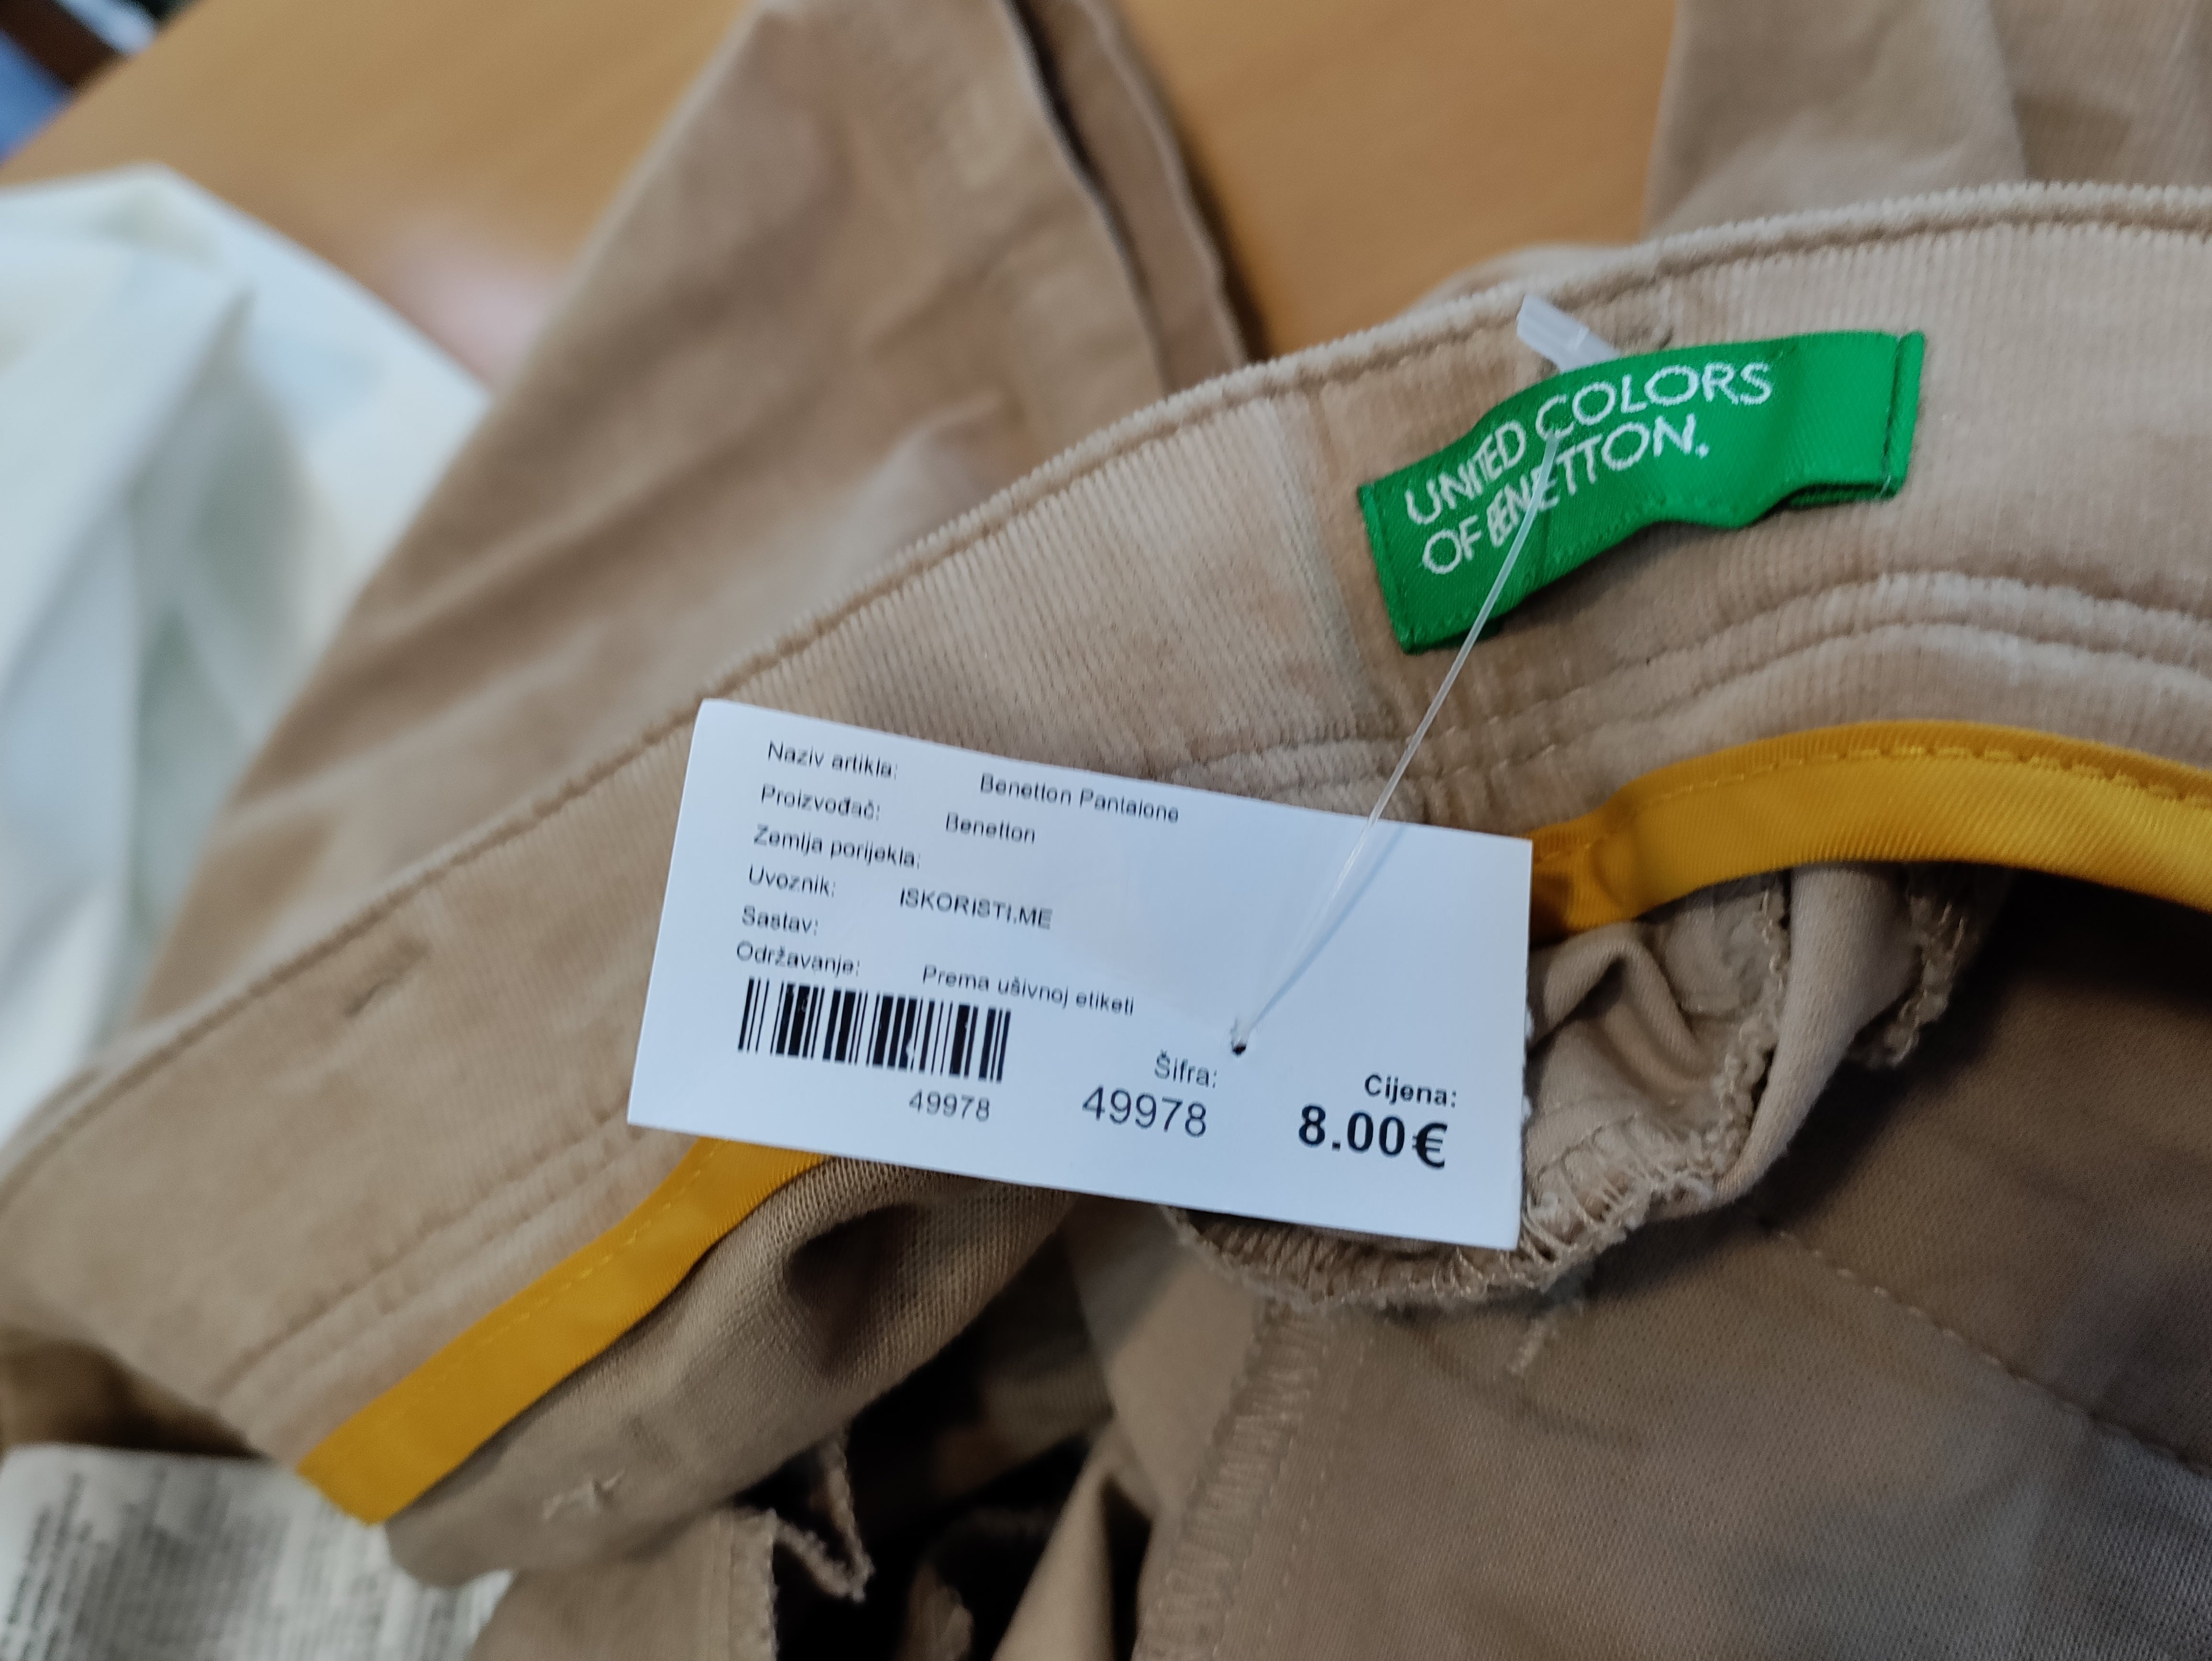 UNITED COLORS
OF BENETTON.
Naziv artikla: Benetton Pantalone
Proizvođač: Benetton
Zemlja porijekla:
Uvoznik: ISKORISTI.ME
Sastav:
Održavanje: Prema ušivnoj etiketi
49978
Šifra:
49978
Cijena:
8.00€